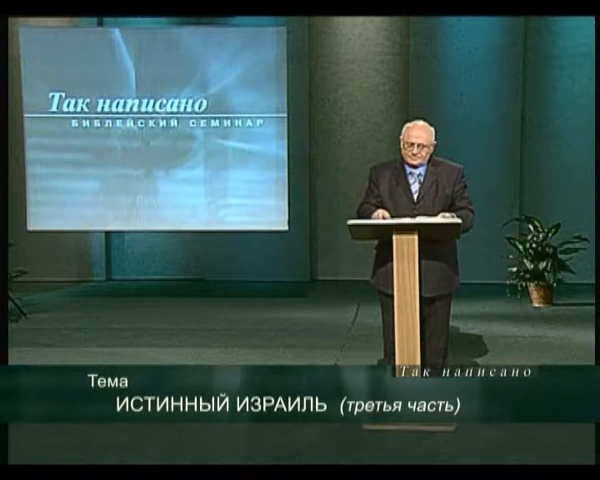 Так написано
БИБЛЕЙСКИЙ СЕМИНАР
Так написано
Тема
ИСТИННЫЙ ИЗРАИЛЬ (третья часть)